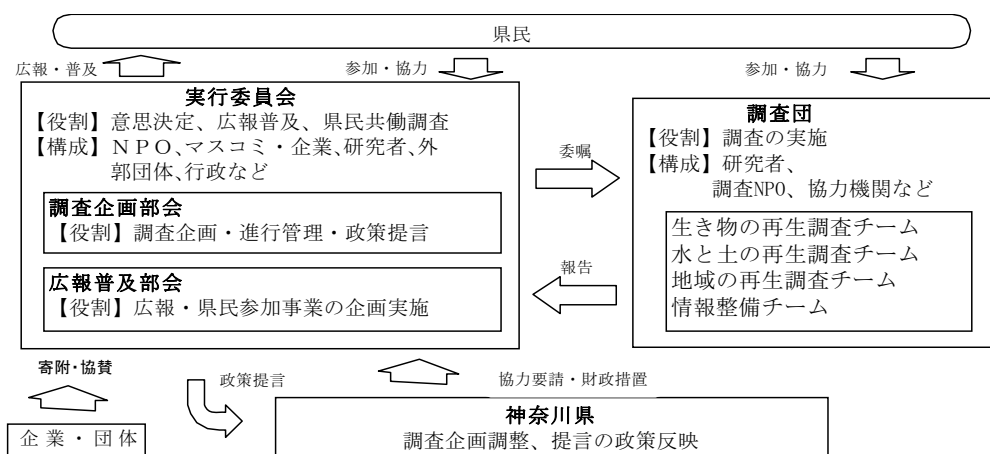 県民
広報・普及
参加・協力
参加・協力
実行委員会
【役割】意思決定、広報普及、県民共働調査
【構成】ＮＰＯ、マスコミ・企業、研究者、外
郭団体、行政など
調査企画部会
【役割】調査企画・進行管理・政策提言
広報普及部会
【役割】広報・県民参加事業の企画実施
委嘱
報告
調査団
【役割】調査の実施
【構成】研究者、
調査NPO、協力機関など
生き物の再生調査チーム
水と土の再生調査チーム
地域の再生調査チーム
情報整備チーム
寄附・協賛
政策提言
協力要請・財政措置
企業・団体
神奈川県
調査企画調整、提言の政策反映